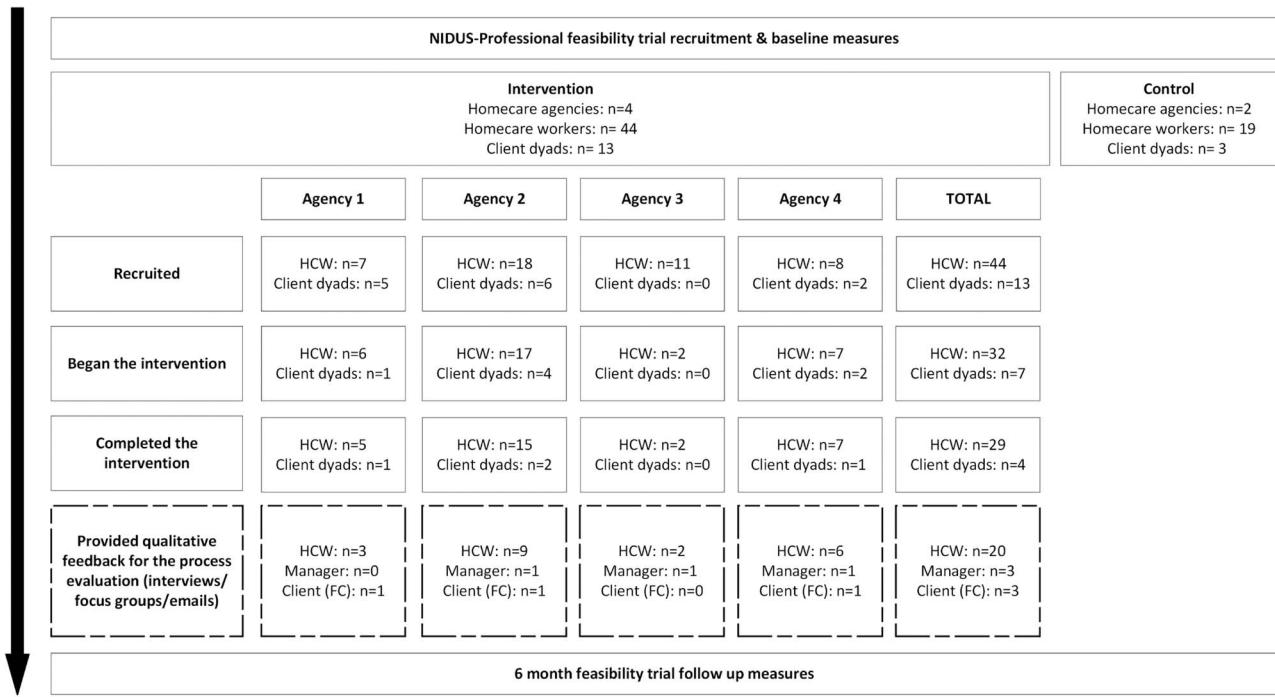 NIDUS-Professional feasibility trial recruitment & baseline measures
Intervention
Homecare agencies: n=4
Homecare workers: n= 44
Client dyads: n= 13
Control
Homecare agencies: n=2
Homecare workers: n= 19
Client dyads: n= 3
Agency 1
Agency 2
Agency 3
Agency 4
TOTAL
Recruited
HCW: n=7
Client dyads: n=5
HCW: n=18
Client dyads: n=6
HCW: n=11
Client dyads: n=0
HCW: n=8
Client dyads: n=2
HCW: n=44
Client dyads: n=13
Began the intervention
HCW: n=6
Client dyads: n=1
HCW: n=17
Client dyads: n=4
HCW: n=2
Client dyads: n=0
HCW: n=7
Client dyads: n=2
HCW: n=32
Client dyads: n=7
Completed the
intervention
HCW: n=5
Client dyads: n=1
HCW: n=15
Client dyads: n=2
HCW: n=2
Client dyads: n=0
HCW: n=7
Client dyads: n=1
HCW: n=29
Client dyads: n=4
Provided qualitative
feedback for the process
evaluation (interviews/
focus groups/emails)
HCW: n=3
Manager: n=0
Client (FC): n=1
HCW: n=9
Manager: n=1
Client (FC): n=1
HCW: n=2
Manager: n=1
Client (FC): n=0
HCW: n=6
Manager: n=1
Client (FC): n=1
HCW: n=20
Manager: n=3
Client (FC): n=3
6 month feasibility trial follow up measures